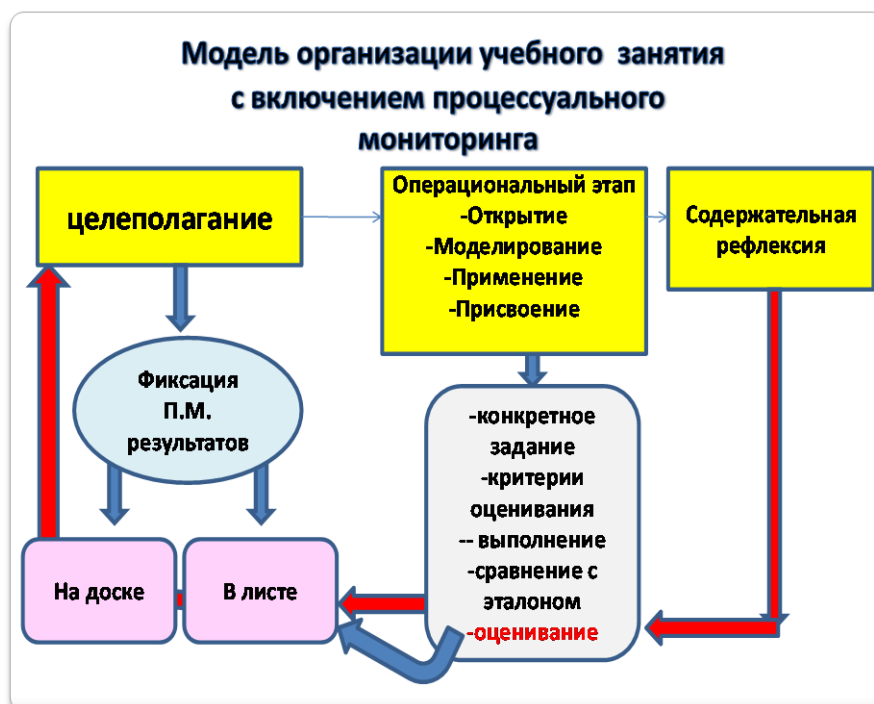 Модель организации учебного занятия
с включением процессуального
мониторинга
целеполагание
Операциональный этап
-Открытие
-Моделирование
-Применение
-Присвоение
Содержательная
рефлексия
Фиксация
П.М.
результатов
-конкретное
задание
-критерии
оценивания
-- выполнение
-сравнение с
эталоном
-оценивание
На доске
В листе